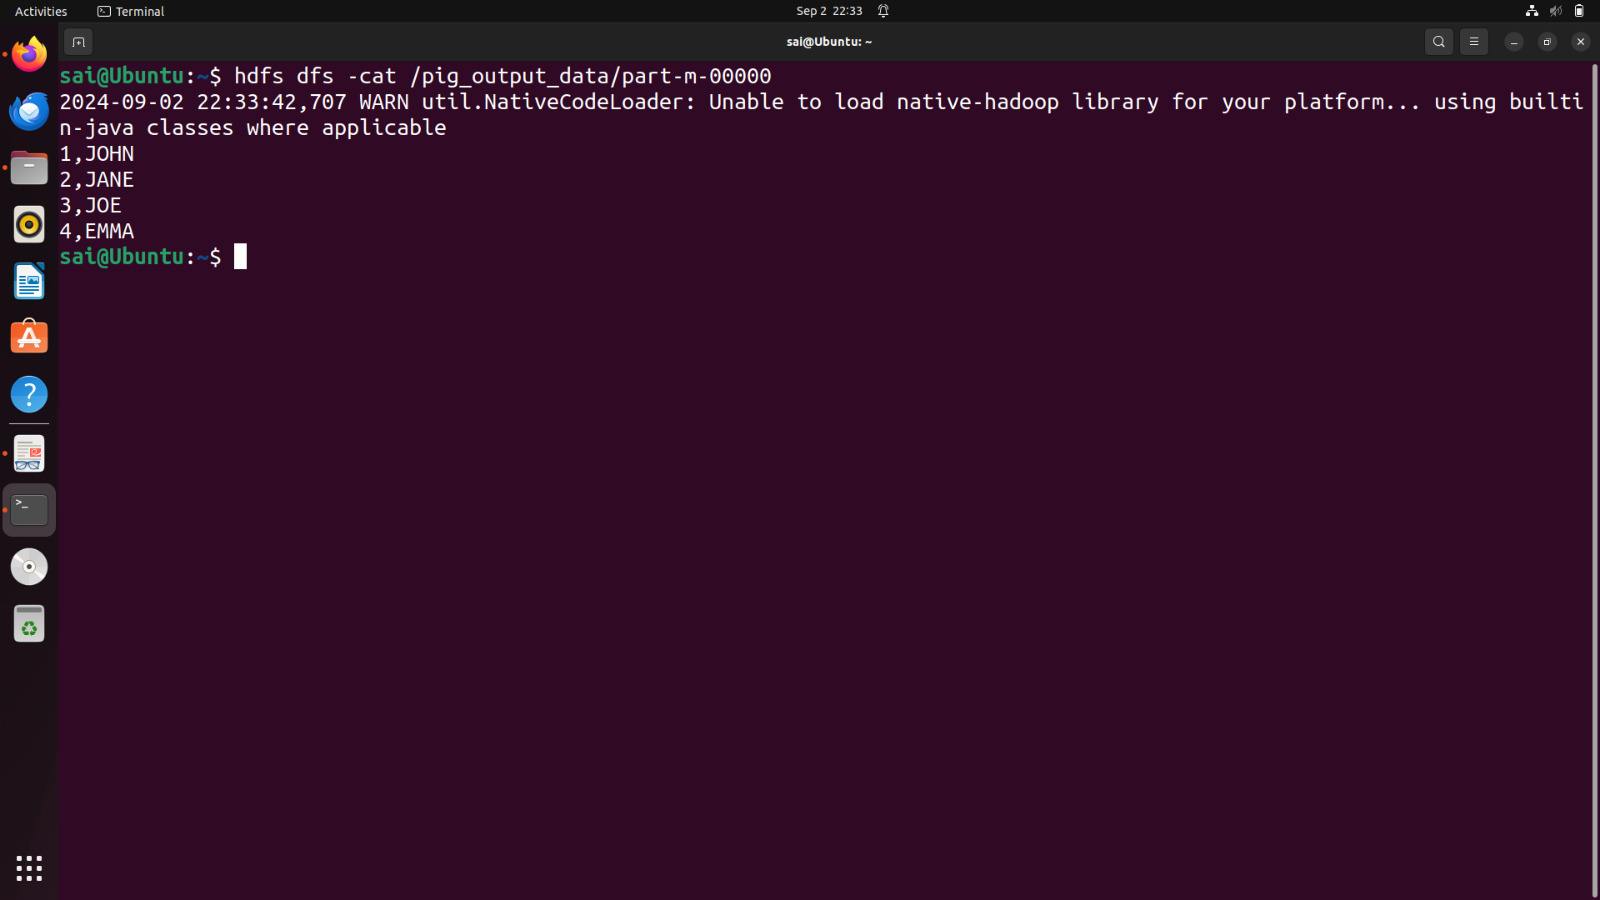 Activities
Terminal
Sep 2 22:33
sai@Ubuntu: ~
sai@Ubuntu:~$ hdfs dfs -cat /pig_output_data/part-m-00000
2024-09-02 22:33:42,707 WARN util.NativeCodeLoader: Unable to load native-hadoop library for your platform... using builti
n-java classes where applicable
1,JOHN
2,JANE
3,JOE
4,EMMA
sai@Ubuntu:~$